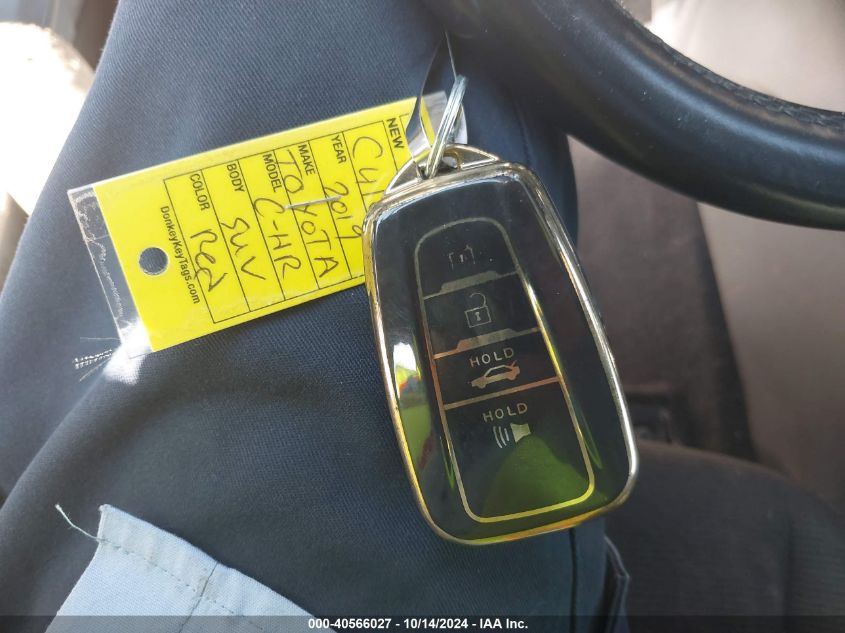 NEW
YEAR 2019
MAKE TOYOTA
MODEL C-HR
BODY SUV
COLOR Red
DonkeyKeyTags.com
HOLD
HOLD
000-40566027 - 10/14/2024 - IAA Inc.